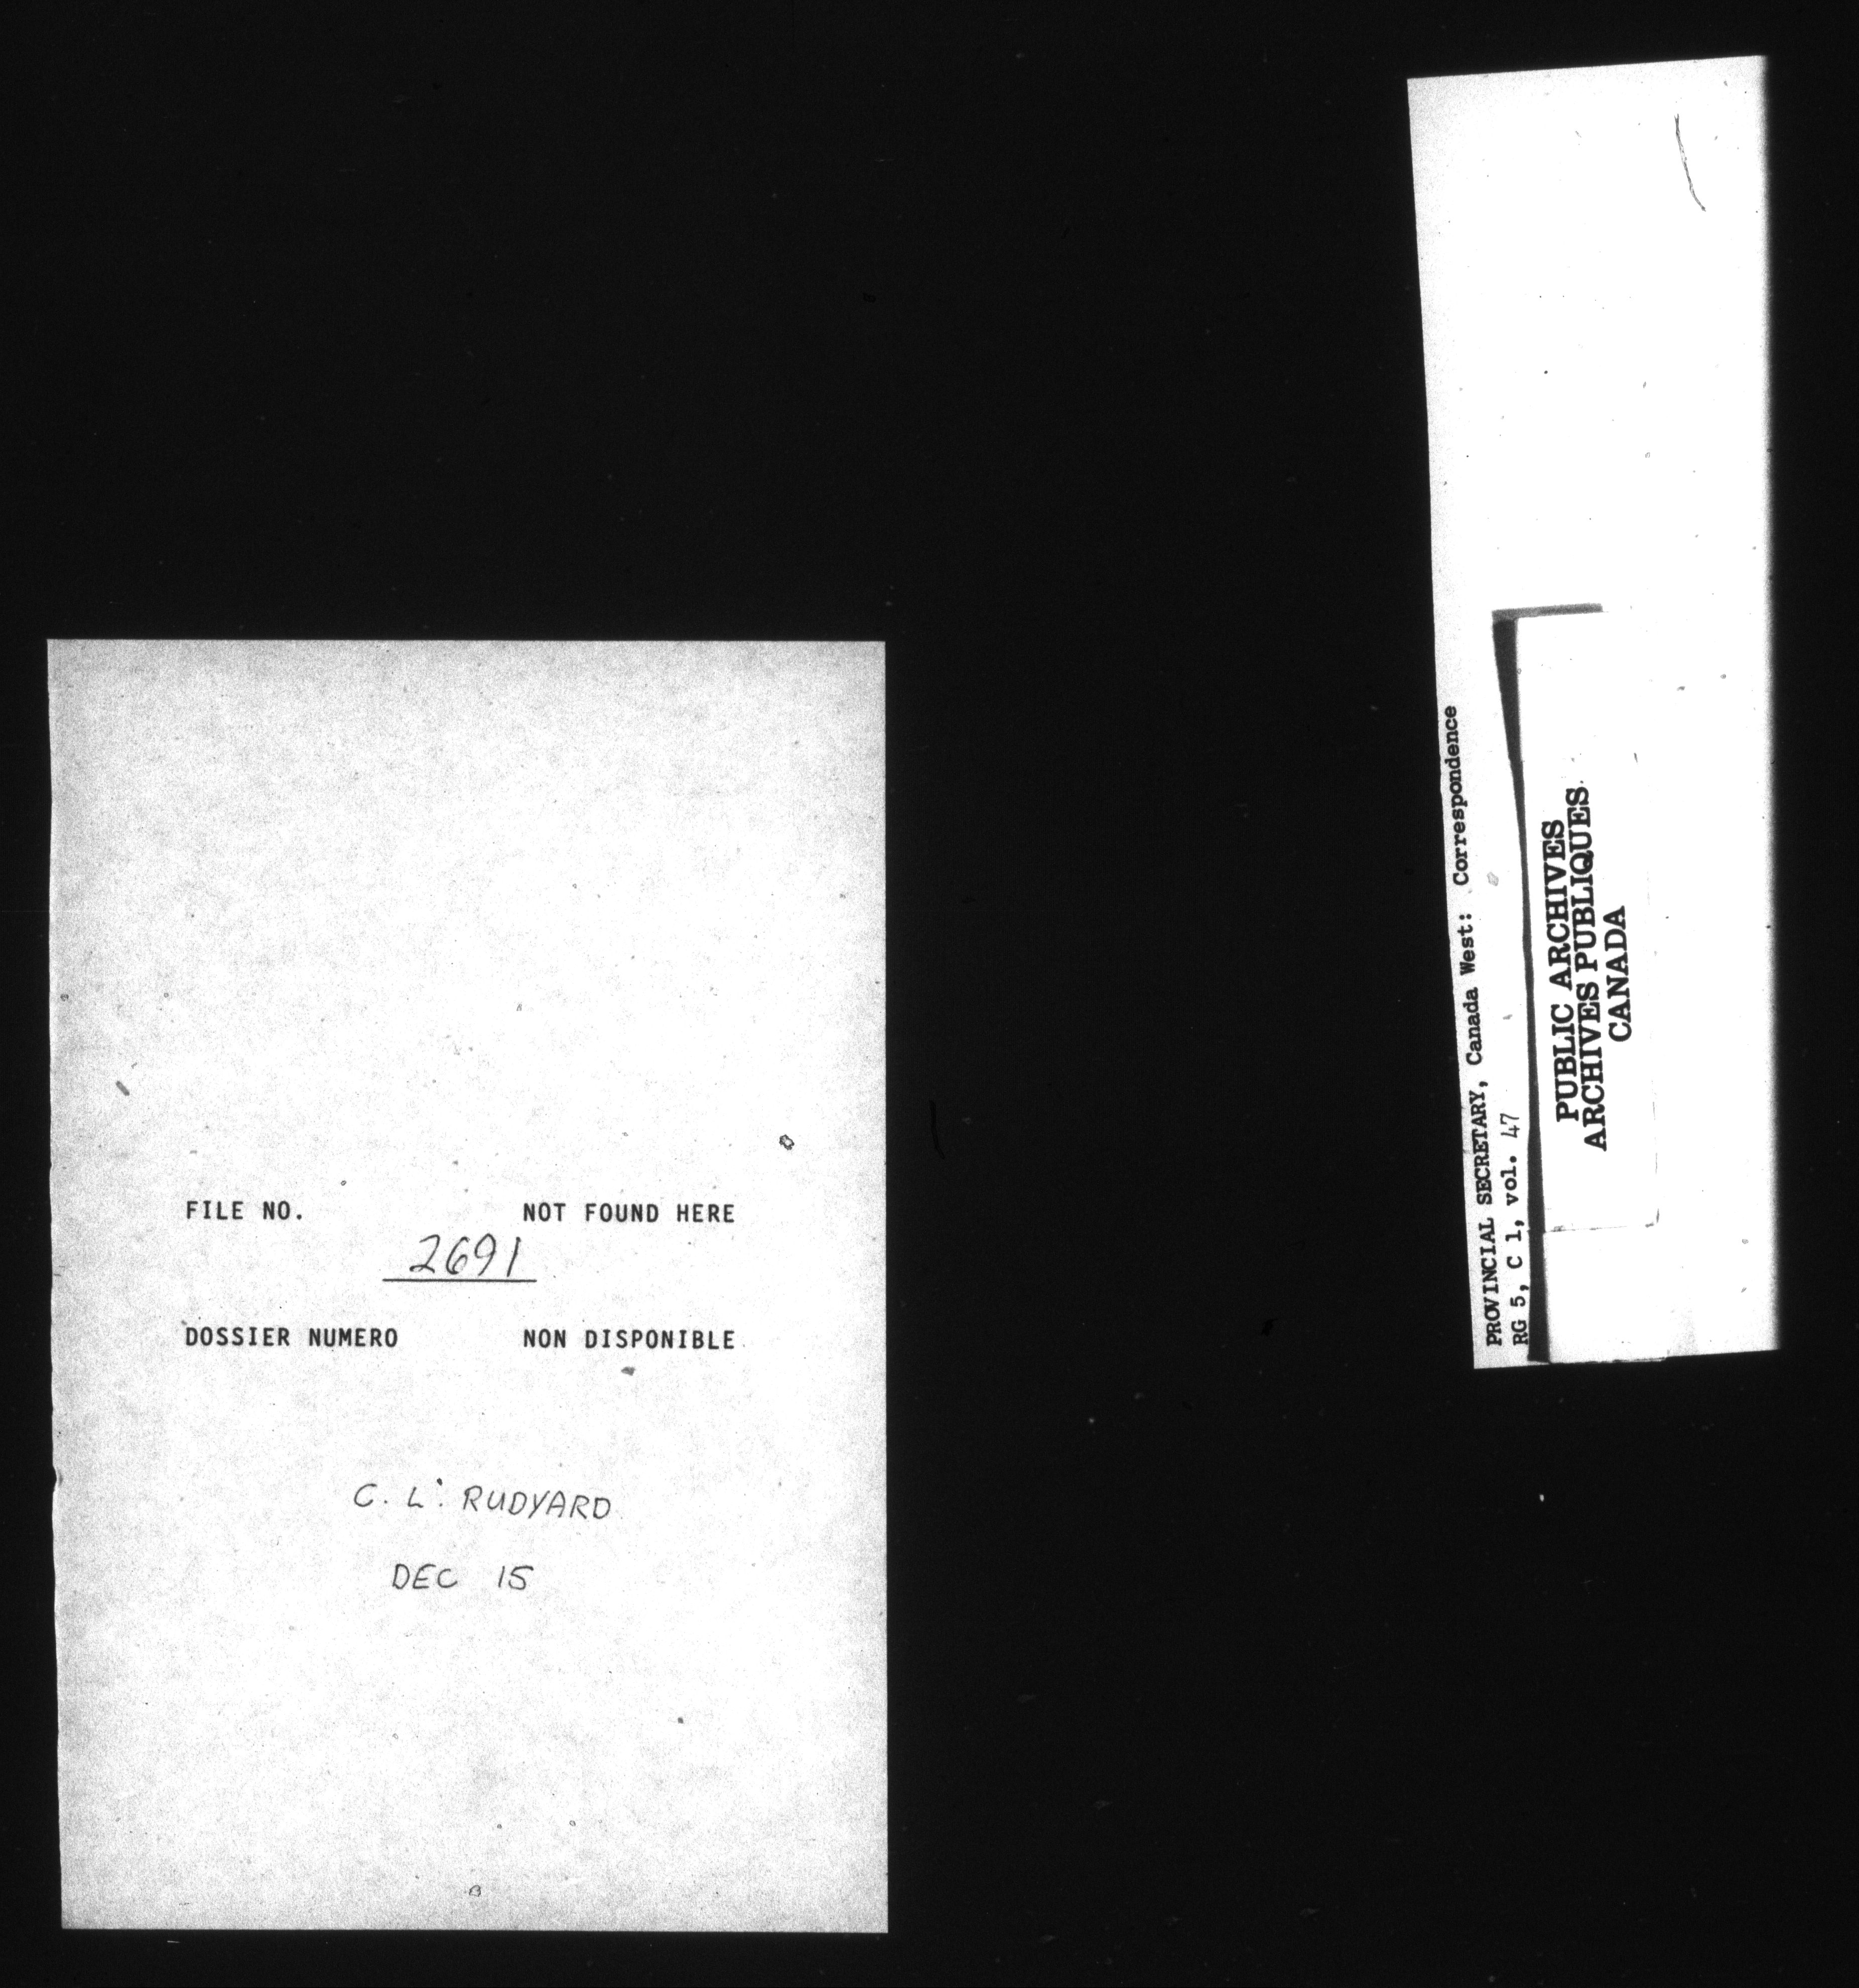 FILE NO. NOT FOUND HERE
2691
DOSSIER NUMERO NON DISPONIBLE
C. L. RUDYARD
DEC 15
PROVINCIAL SECRETARY, Canada West: Correspondence
RG 5, C 1, vol. 47
PUBLIC ARCHIVES
ARCHIVES PUBLIQUES
CANADA